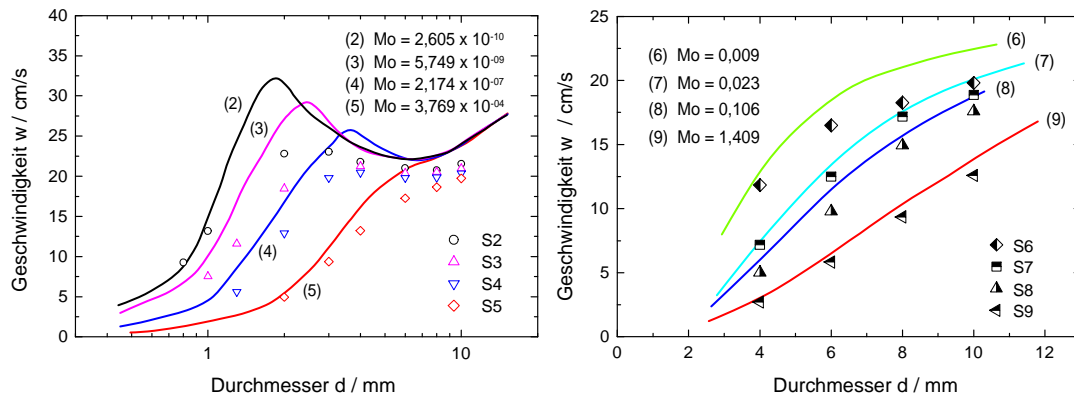 (2) Mo = 2,605 x 10⁻¹⁰
(3) Mo = 5,749 x 10⁻⁰⁹
(4) Mo = 2,174 x 10⁻⁰⁷
(5) Mo = 3,769 x 10⁻⁰⁴
(2)
(3)
(4)
(5)
S2
S3
S4
S5
35
30
25
20
15
10
5
0
1
10
Geschwindigkeit w / cm/s
Durchmesser d / mm
(6) Mo = 0,009
(7) Mo = 0,023
(8) Mo = 0,106
(9) Mo = 1,409
(6)
(7)
(8)
(9)
S6
S7
S8
S9
25
20
15
10
5
0
0
2
4
6
8
10
12
Geschwindigkeit w / cm/s
Durchmesser d / mm